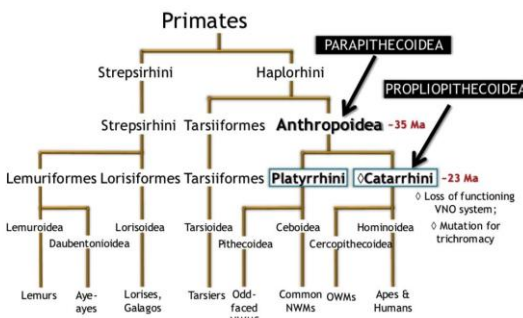 Primates
PARAPITHECOIDEA
Strepsirhini Haplorhini
PROPLIOPITHECOIDEA
Strepsirhini Tarsiiformes Anthropoidea ~35 Ma
Lemuriformes Lorisiformes Tarsiiformes Platyrrhini ◊Catarrhini ~23 Ma
◊ Loss of functioning
VNO system;
◊ Mutation for
trichromacy
Lemuroidea Lorisoidea Tarsioidea Ceboidea Hominoidea
Daubentonioidea Pithecoidea Cercopithecoidea
Lemurs Aye-
ayes Lorises,
Galagos Tarsiers Odd-
faced Common
NWMs OWMs Apes &
Humans